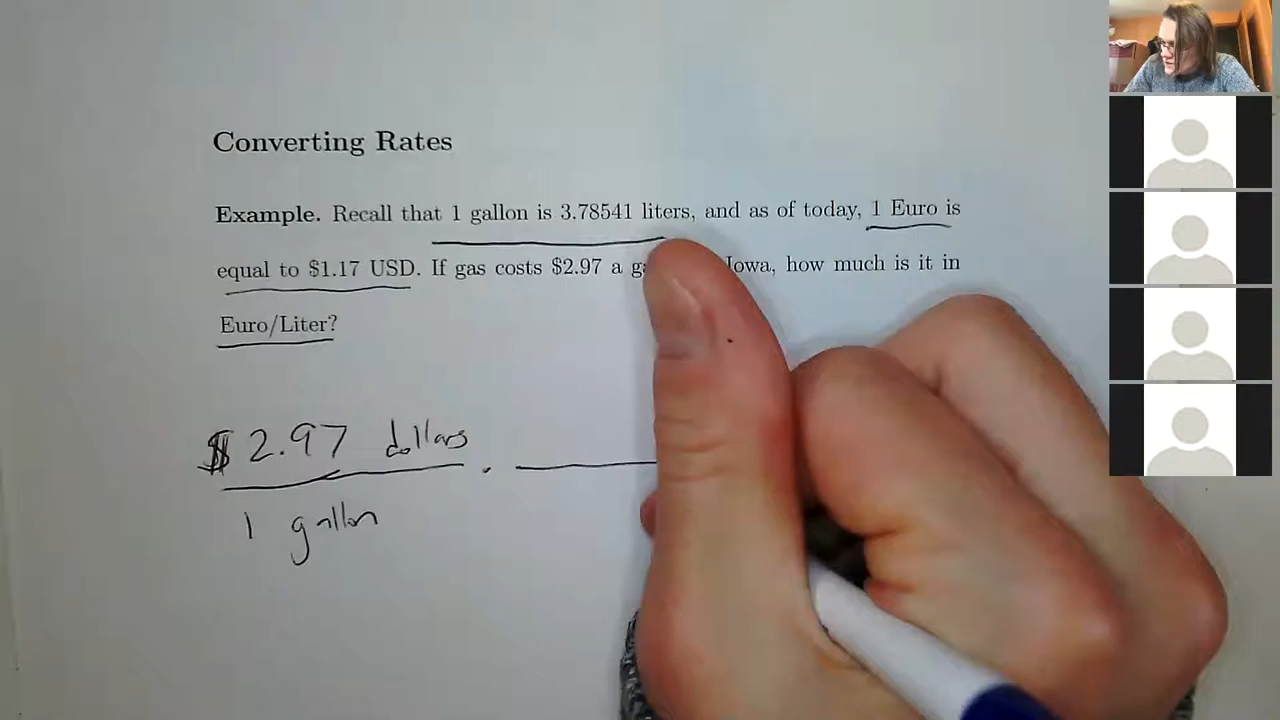 Converting Rates
Example. Recall that 1 gallon is 3.78541 liters, and as of today, 1 Euro is
equal to $1.17 USD. If gas costs $2.97 a Iowa, how much is it in
Euro/Liter?
$ 2.97 dollars .
1 gallon